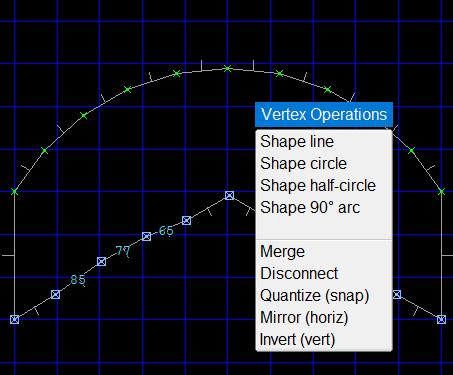 Vertex Operations
Shape line
Shape circle
Shape half-circle
Shape 90° arc
Merge
Disconnect
Quantize (snap)
Mirror (horiz)
Invert (vert)
65
77
85